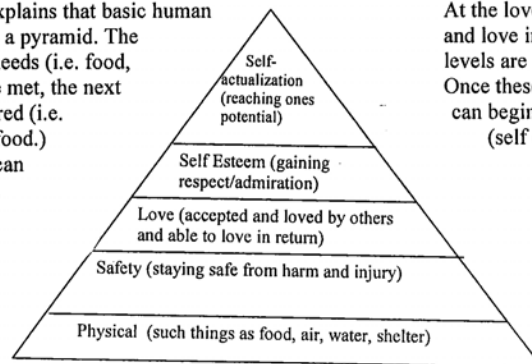 xplains that basic human
a pyramid. The
eeds (i.e. food,
met, the next
red (i.e.
ood.)
an
Self-
actualization
(reaching ones
potential)
Self Esteem (gaining
respect/admiration)
Love (accepted and loved by others
and able to love in return)
Safety (staying safe from harm and injury)
Physical (such things as food, air, water, shelter)
At the lov
and love i
levels are
Once thes
can begin
(self